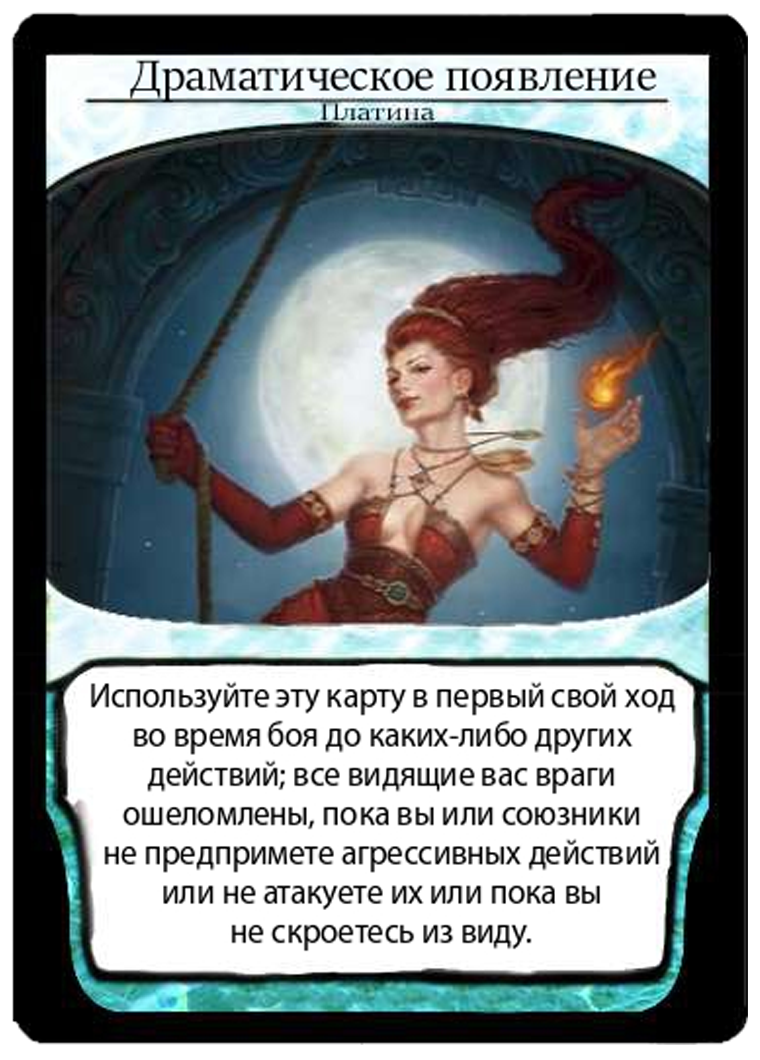 Драматическое появление
Платина
Используйте эту карту в первый свой ход
во время боя до каких-либо других
действий; все видящие вас враги
ошеломлены, пока вы или союзники
не предпримете агрессивных действий
или не атакуете их или пока вы
не скроетесь из виду.